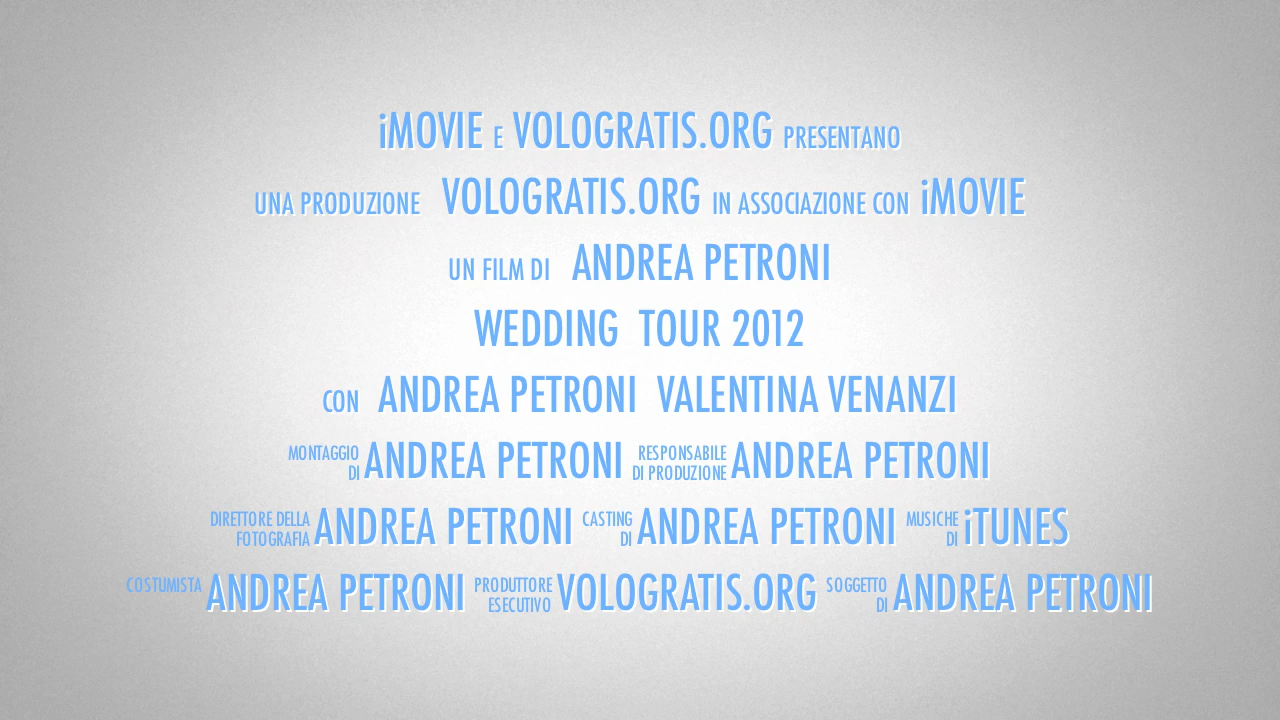 iMOVIE E VOLOGRATIS.ORG PRESENTANO
UNA PRODUZIONE VOLOGRATIS.ORG IN ASSOCIAZIONE CON iMOVIE
UN FILM DI ANDREA PETRONI
WEDDING TOUR 2012
CON ANDREA PETRONI VALENTINA VENANZI
MONTAGGIO DI ANDREA PETRONI RESPONSABILE DI PRODUZIONE ANDREA PETRONI
DIRETTORE DELLA FOTOGRAFIA ANDREA PETRONI CASTING DI ANDREA PETRONI MUSICHE DI iTUNES
COSTUMISTA ANDREA PETRONI PRODUTTORE ESECUTIVO VOLOGRATIS.ORG SOGGETTO DI ANDREA PETRONI